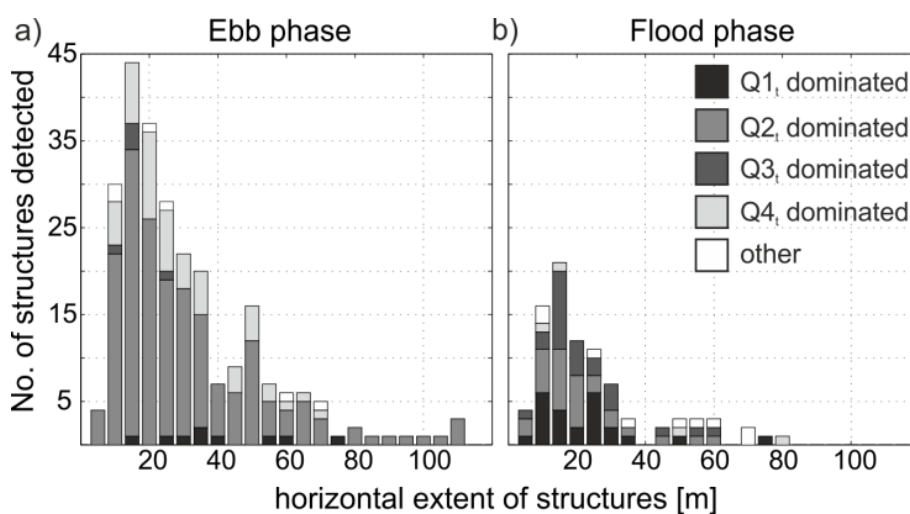 a) Ebb phase
b) Flood phase
No. of structures detected
45
35
25
15
5
Q1t dominated
Q2t dominated
Q3t dominated
Q4t dominated
other
20 40 60 80 100
20 40 60 80 100
horizontal extent of structures [m]